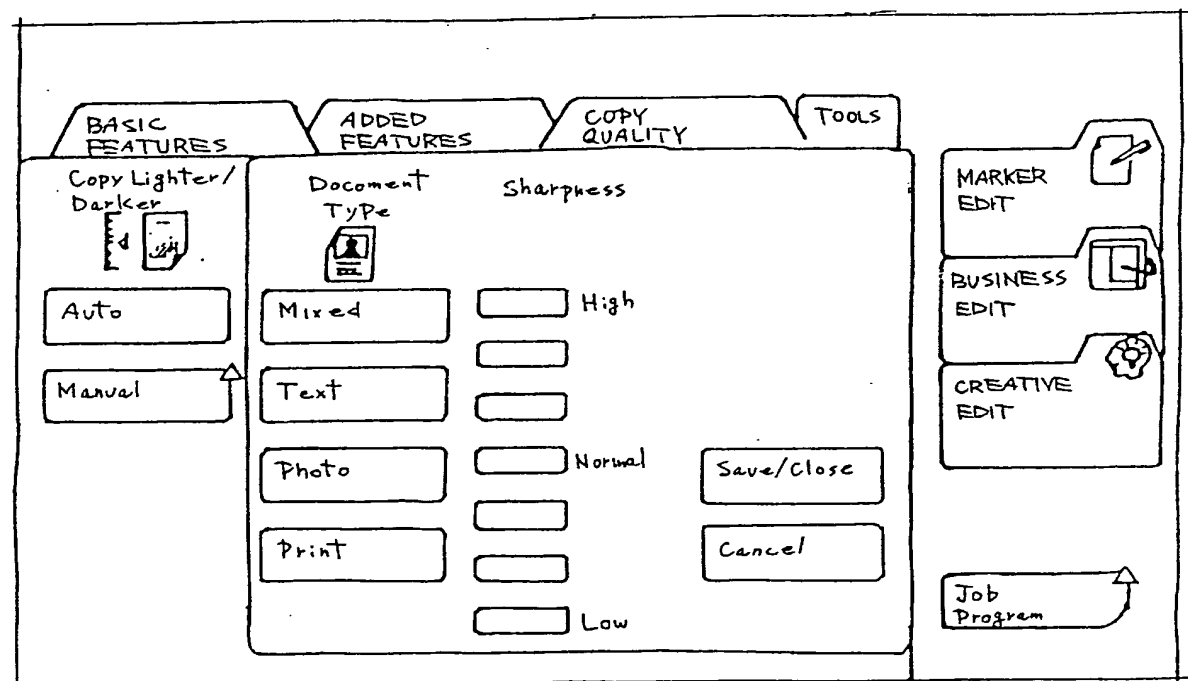 BASIC
FEATURES
ADDED
FEATURES
COPY
QUALITY
TOOLS
Copy Lighter/
Darker
Auto
Manual
Docoment
Type
Mixed
Text
Photo
Print
Sharpness
High
Normal
Low
Save/Close
Cancel
MARKER
EDIT
BUSINESS
EDIT
CREATIVE
EDIT
Job
Program